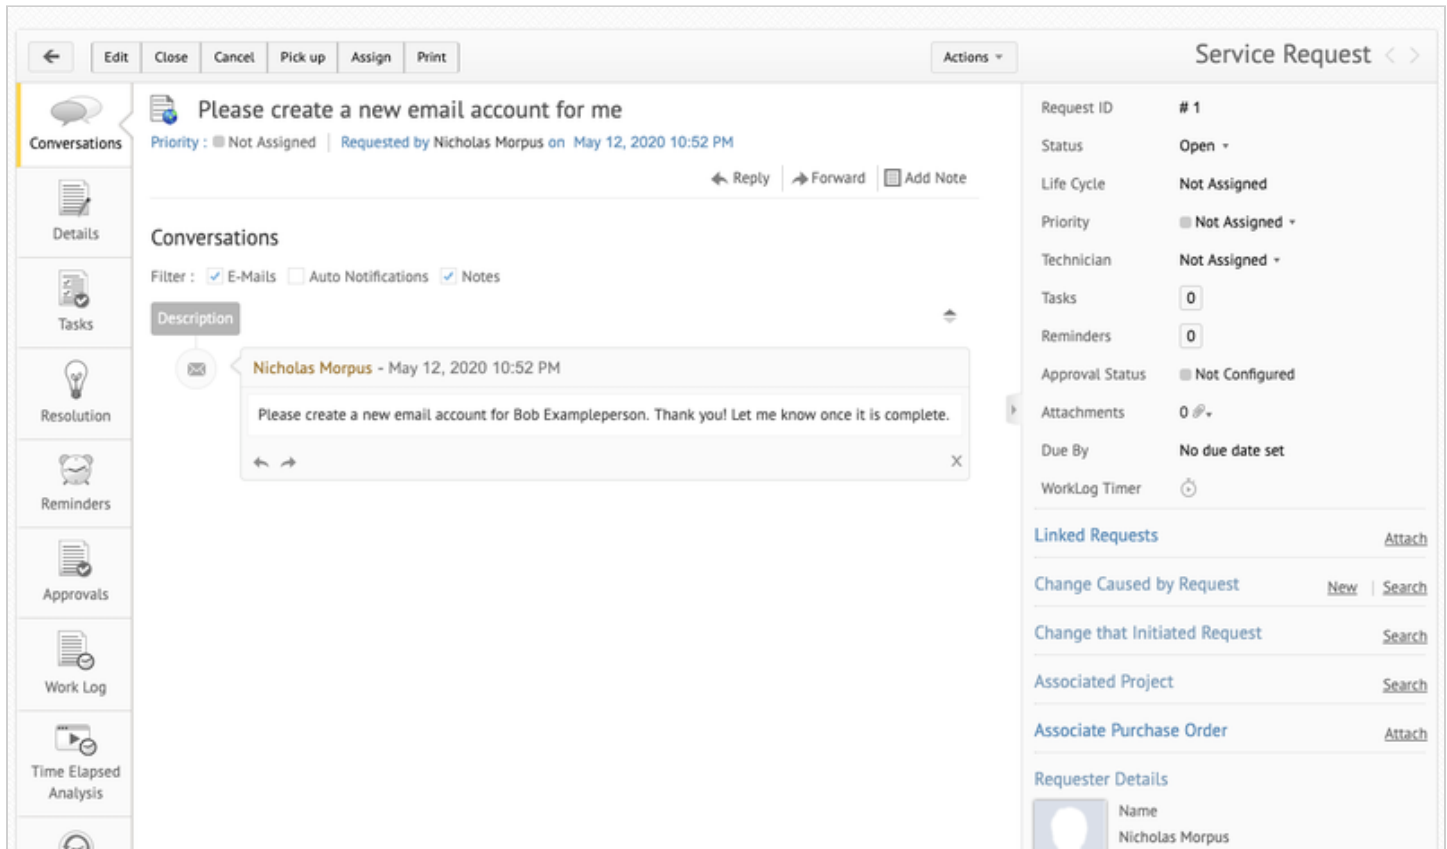 Edit Close Cancel Pick up Assign Print Actions
Service Request
Conversations
Details
Tasks
Resolution
Reminders
Approvals
Work Log
Time Elapsed
Analysis
Please create a new email account for me
Priority : Not Assigned Requested by Nicholas Morpus on May 12, 2020 10:52 PM
Reply Forward Add Note
Conversations
Filter : E-Mails Auto Notifications Notes
Description
Nicholas Morpus - May 12, 2020 10:52 PM
Please create a new email account for Bob Exampleperson. Thank you! Let me know once it is complete.
X
Request ID # 1
Status Open
Life Cycle Not Assigned
Priority Not Assigned
Technician Not Assigned
Tasks 0
Reminders 0
Approval Status Not Configured
Attachments 0
Due By No due date set
WorkLog Timer
Linked Requests Attach
Change Caused by Request New | Search
Change that Initiated Request Search
Associated Project Search
Associate Purchase Order Attach
Requester Details
Name
Nicholas Morpus